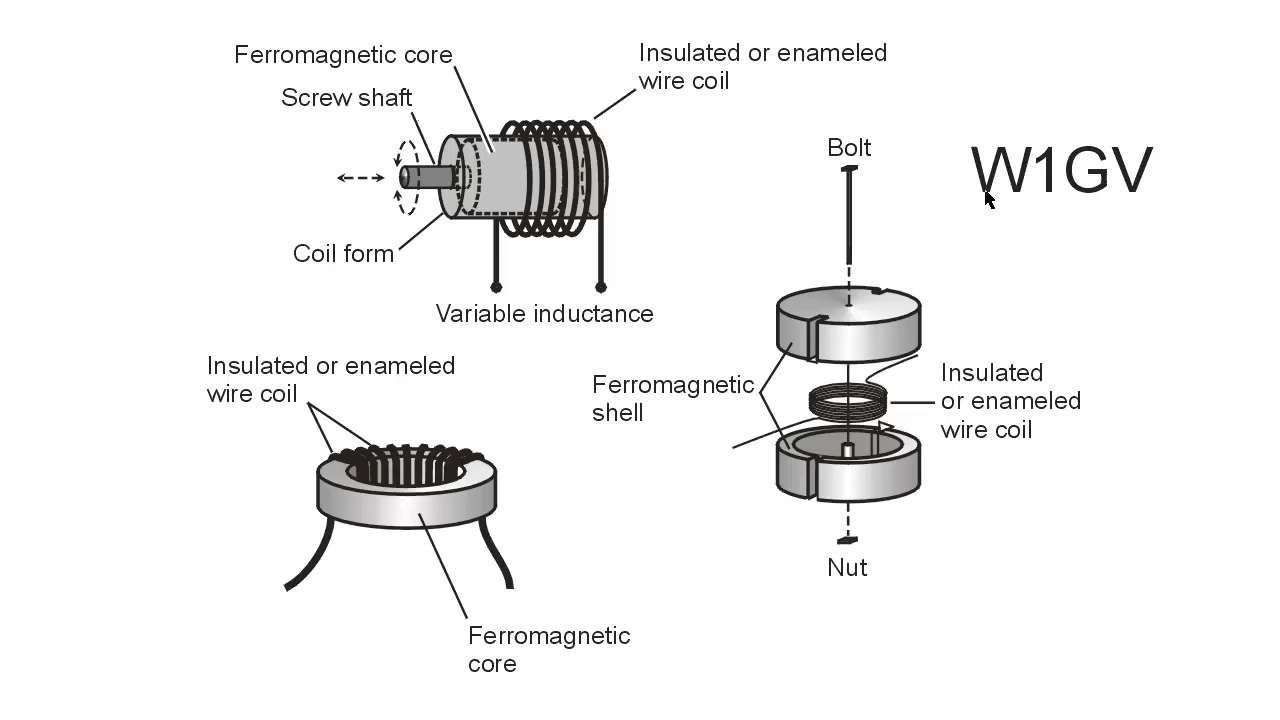 Ferromagnetic core
Screw shaft
Insulated or enameled
wire coil
Coil form
Variable inductance
Bolt
W1GV
Insulated or enameled
wire coil
Ferromagnetic
shell
Insulated
or enameled
wire coil
Nut
Ferromagnetic
core